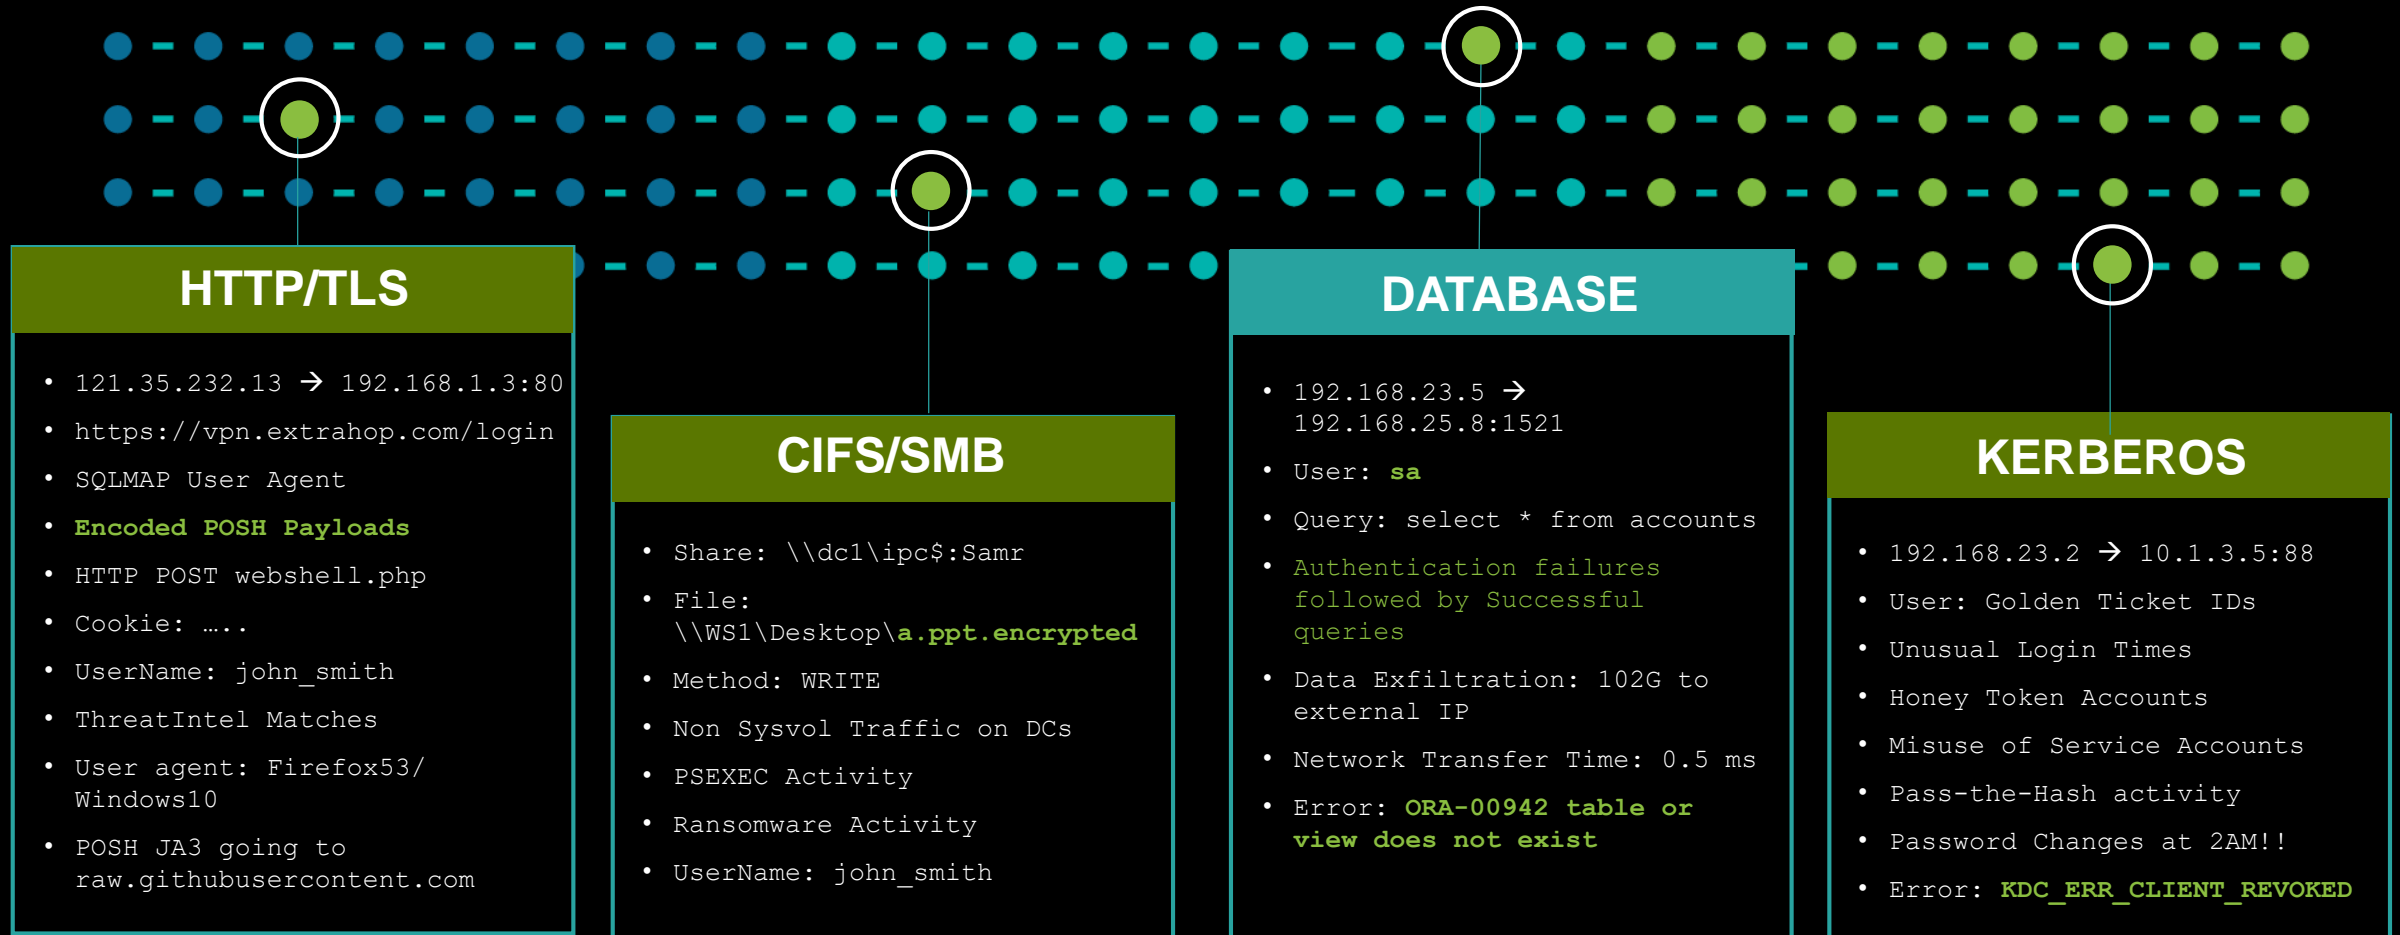 HTTP/TLS
• 121.35.232.13 → 192.168.1.3:80
• https://vpn.extrahop.com/login
• SQLMAP User Agent
• Encoded POSH Payloads
• HTTP POST webshell.php
• Cookie: …..
• UserName: john_smith
• ThreatIntel Matches
• User agent: Firefox53/
Windows10
• POSH JA3 going to
raw.githubusercontent.com
CIFS/SMB
• Share: \\dc1\ipc$:Samr
• File:
\\WS1\Desktop\a.ppt.encrypted
• Method: WRITE
• Non Sysvol Traffic on DCs
• PSEXEC Activity
• Ransomware Activity
• UserName: john_smith
DATABASE
• 192.168.23.5 →
192.168.25.8:1521
• User: sa
• Query: select * from accounts
• Authentication failures
followed by Successful
queries
• Data Exfiltration: 102G to
external IP
• Network Transfer Time: 0.5 ms
• Error: ORA-00942 table or
view does not exist
KERBEROS
• 192.168.23.2 → 10.1.3.5:88
• User: Golden Ticket IDs
• Unusual Login Times
• Honey Token Accounts
• Misuse of Service Accounts
• Pass-the-Hash activity
• Password Changes at 2AM!!
• Error: KDC_ERR_CLIENT_REVOKED